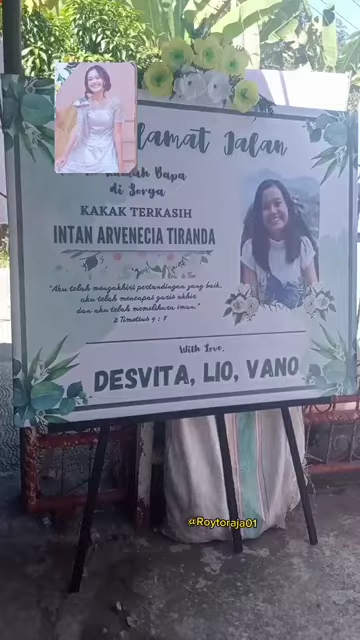 lamat Jalan
Rumah Bapa
di Sorga
KAKAK TERKASIH
INTAN ARVENECIA TIRANDA
"Aku telah mengakhiri pertandingan yang baik,
aku telah mencapai garis akhir
dan aku telah memelihara iman."
2 Timotius 4 : 7
With Love,
DESVITA, LIO, VANO
@Roytoraja01